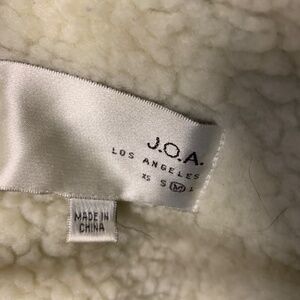 J.O.A.
LOS ANGELES
XS S M L
MADE IN
CHINA